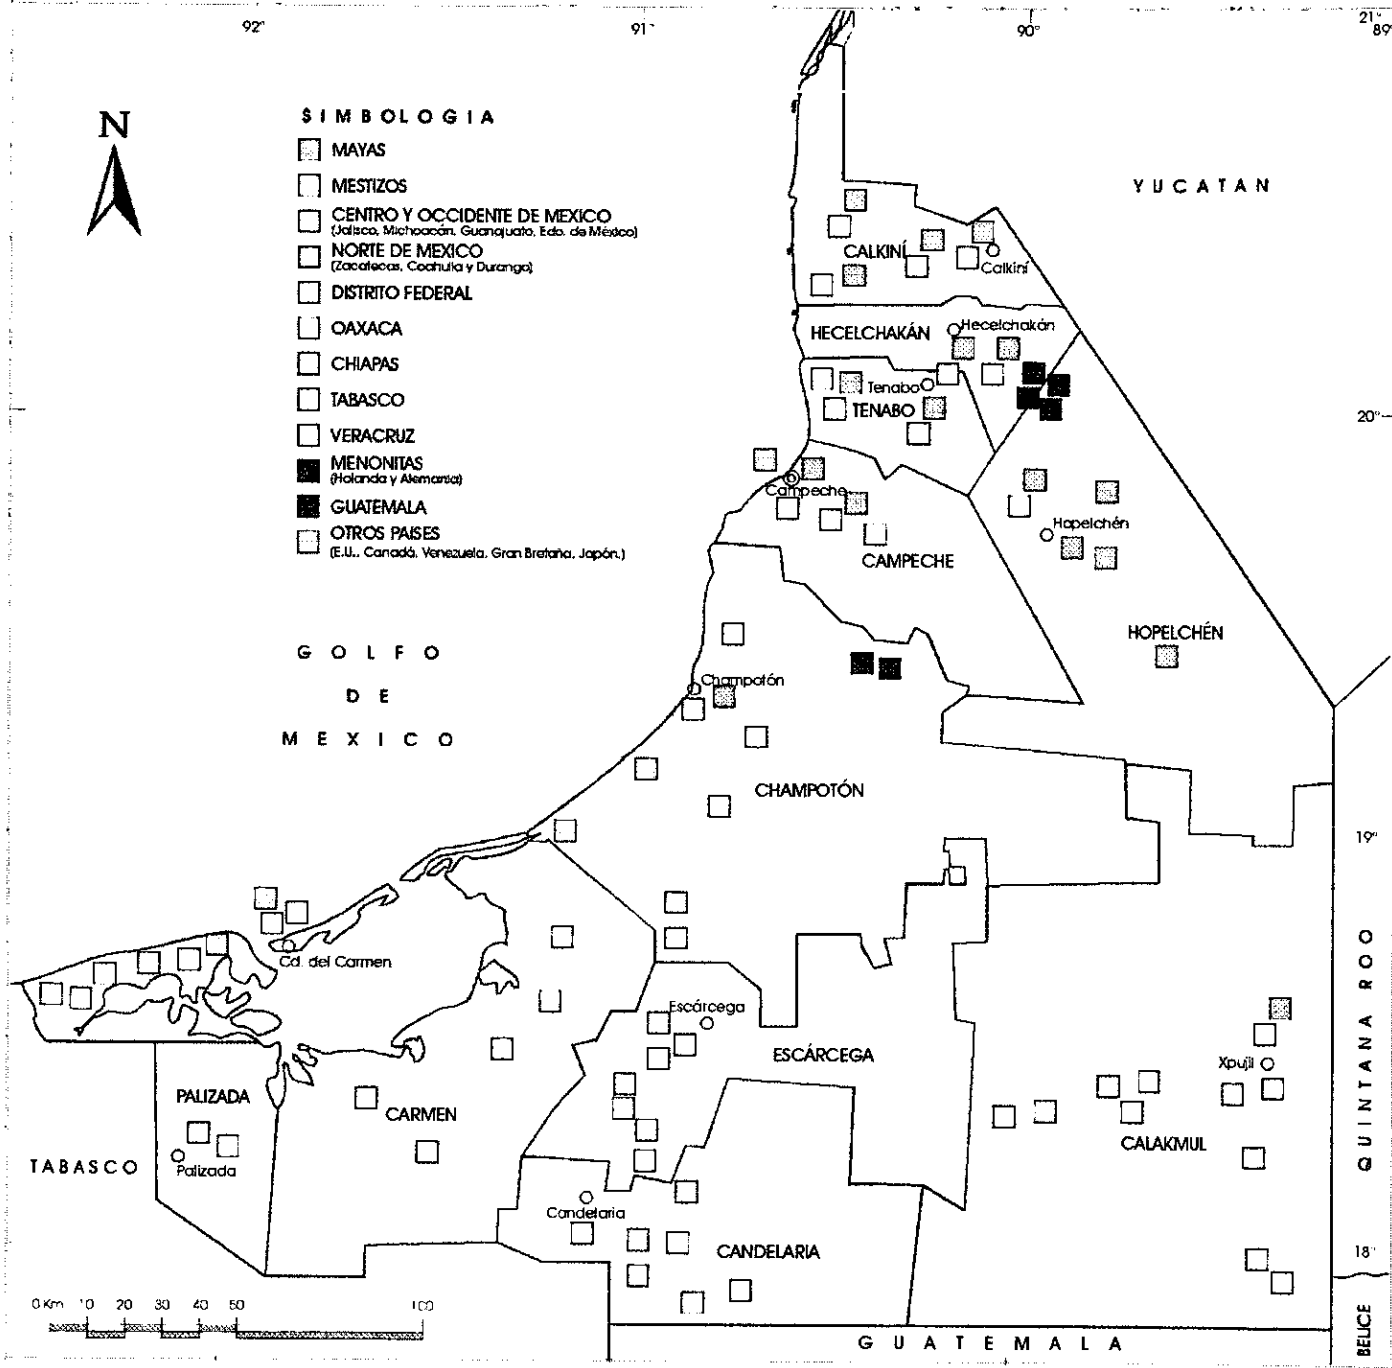 92°
91°
90°
21°
89°
N
SIMBOLOGIA
MAYAS
MESTIZOS
CENTRO Y OCCIDENTE DE MEXICO
(Jalisco, Michoacán, Guanajuato, Edo. de México)
NORTE DE MEXICO
(Zacatecas, Coahuila y Durango)
DISTRITO FEDERAL
OAXACA
CHIAPAS
TABASCO
VERACRUZ
MENONITAS
(Holanda y Alemania)
GUATEMALA
OTROS PAISES
(E.U., Canadá, Venezuela, Gran Bretaña, Japón.)
YUCATAN
CALKINÍ
Calkiní
HECELCHAKÁN
Hecelchakán
Tenabo
TENABO
20°
Campeche
Hopelchén
CAMPECHE
HOPELCHÉN
GOLFO
DE
MEXICO
Champotón
CHAMPOTÓN
19°
Cd. del Carmen
Escárcega
ESCÁRCEGA
Xpujil
QUINTANA ROO
PALIZADA
CARMEN
CALAKMUL
TABASCO
Palizada
Candelaria
CANDELARIA
18°
0 Km 10 20 30 40 50 100
GUATEMALA
BELICE